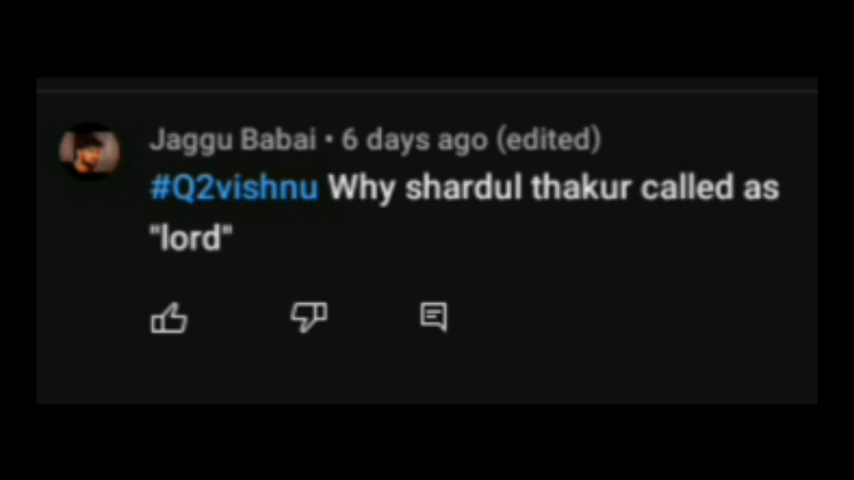 Jaggu Babai • 6 days ago (edited)
#Q2vishnu Why shardul thakur called as
"lord"